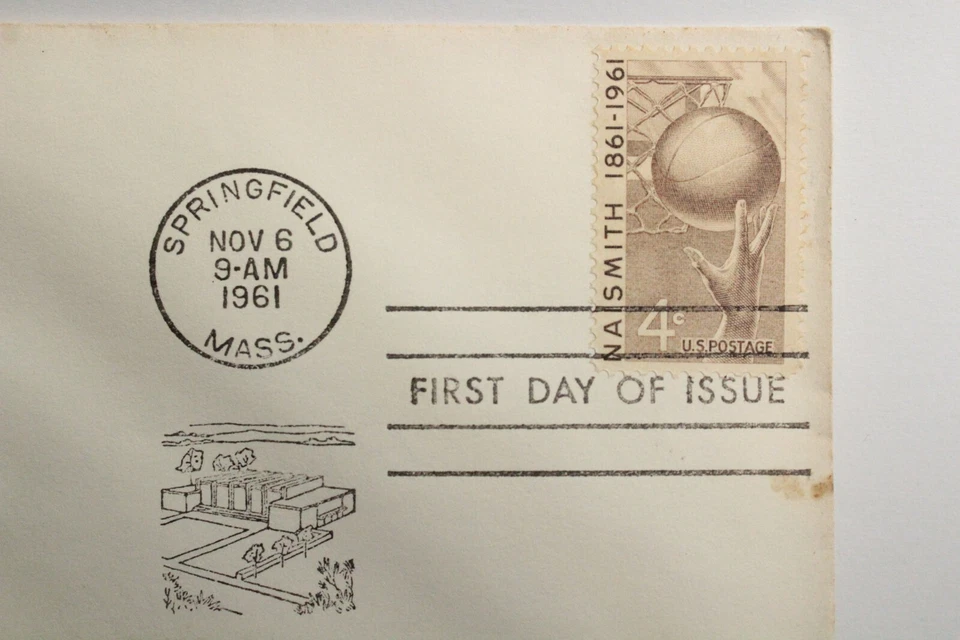 NAISMITH 1861-1961
4c
U.S.POSTAGE
SPRINGFIELD
NOV 6
9-AM
1961
MASS.
FIRST DAY OF ISSUE